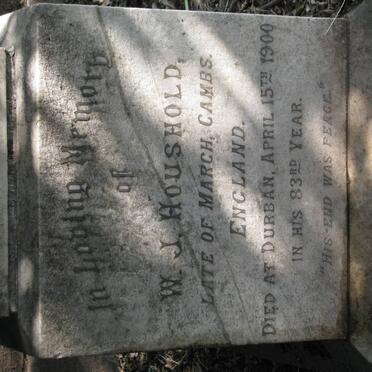 In Loving Memory
of
W. J. HOUSHOLD,
LATE OF MARCH, CAMBS.
ENGLAND.
DIED AT DURBAN, APRIL 15TH 1900
IN HIS 83RD YEAR.
"HIS END WAS PEACE."